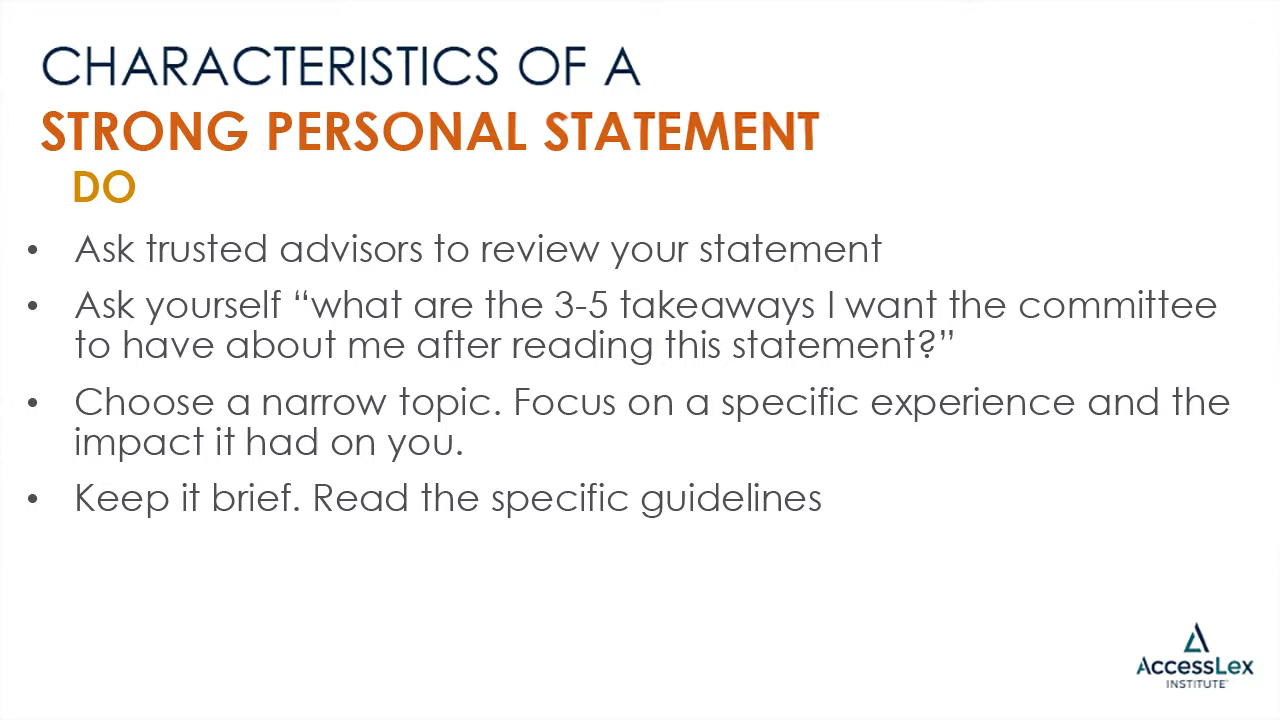 CHARACTERISTICS OF A
STRONG PERSONAL STATEMENT
DO
• Ask trusted advisors to review your statement
• Ask yourself “what are the 3-5 takeaways I want the committee
to have about me after reading this statement?”
• Choose a narrow topic. Focus on a specific experience and the
impact it had on you.
• Keep it brief. Read the specific guidelines
AccessLex
INSTITUTE